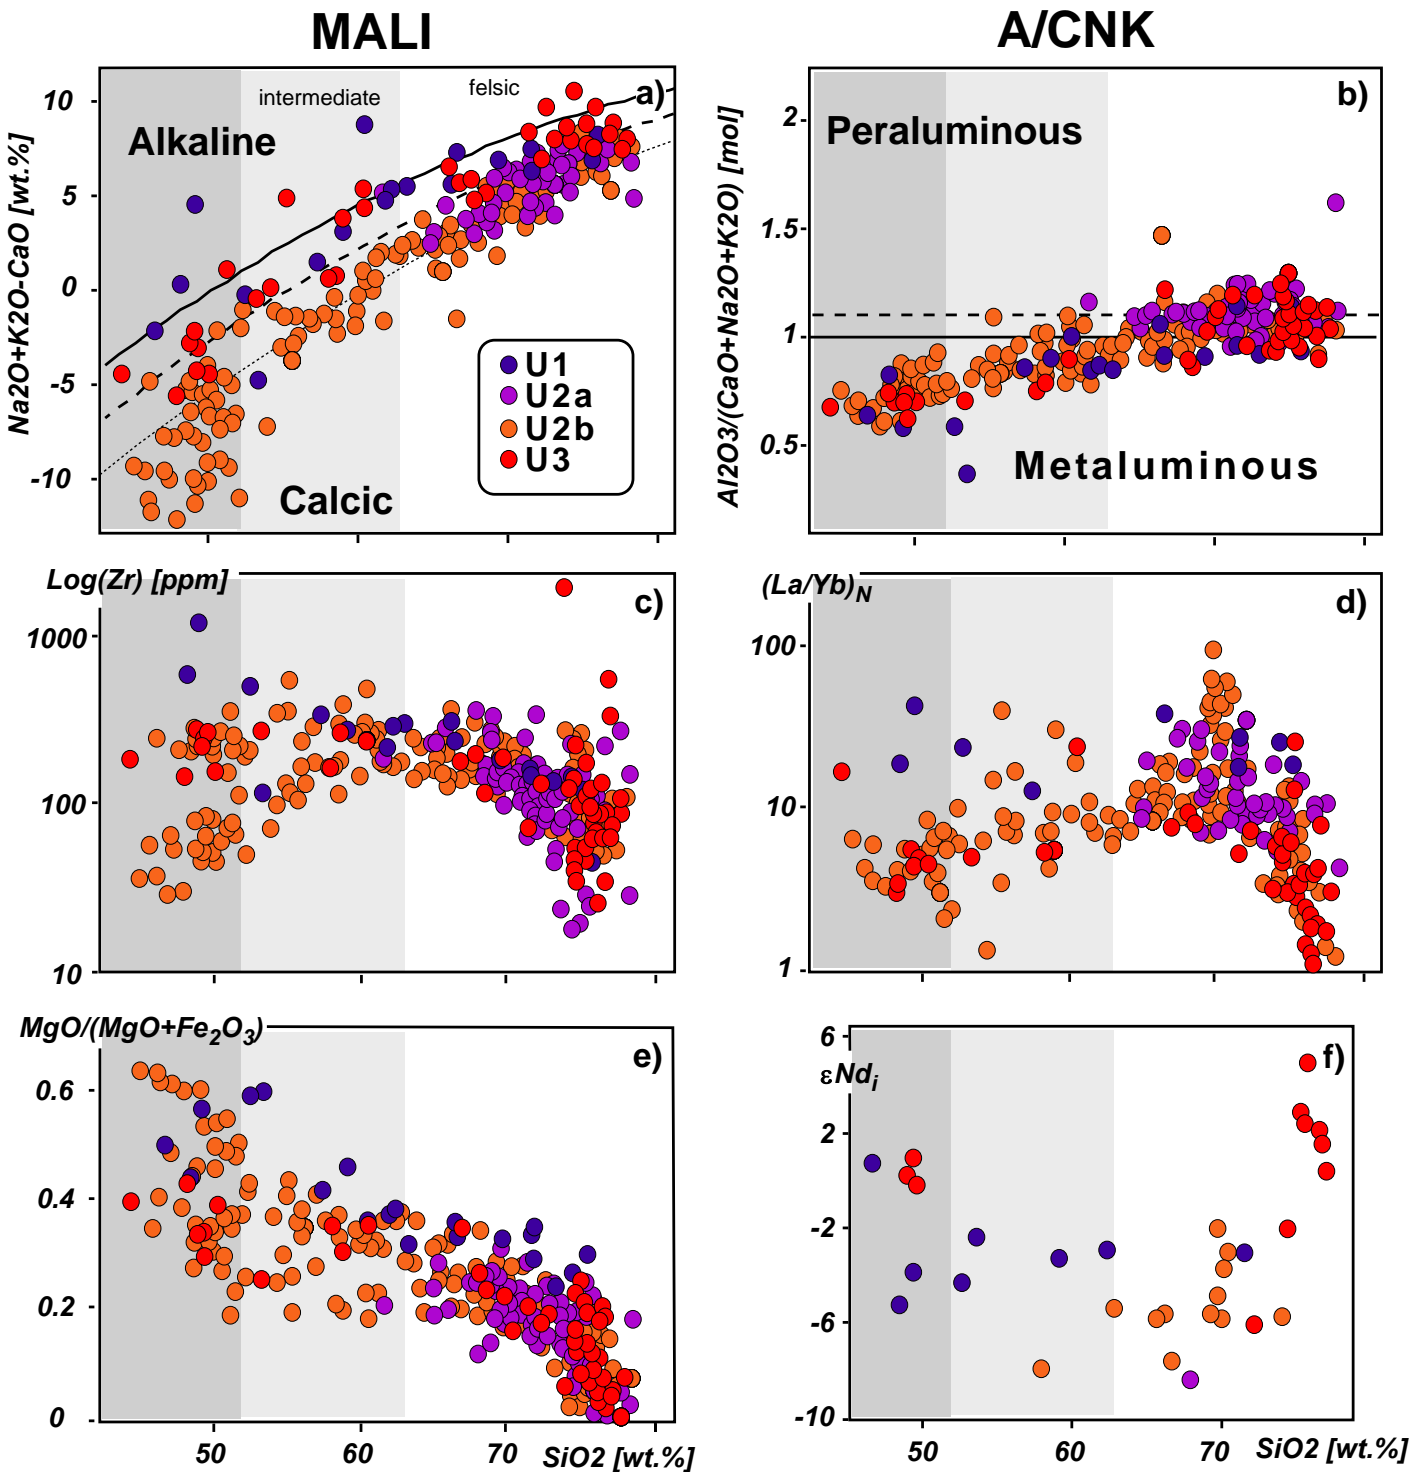 MALI
A/CNK
Na2O+K2O-CaO [wt.%]
10
5
0
-5
-10
intermediate
felsic
a)
Alkaline
Calcic
U1
U2a
U2b
U3
Al2O3/(CaO+Na2O+K2O) [mol]
2
1.5
1
0.5
b)
Peraluminous
Metaluminous
Log(Zr) [ppm]
c)
1000
100
10
(La/Yb)N
d)
100
10
1
MgO/(MgO+Fe2O3)
e)
0.6
0.4
0.2
0
50
60
70
SiO2 [wt.%]
6
εNdi
f)
2
-2
-6
-10
50
60
70
SiO2 [wt.%]